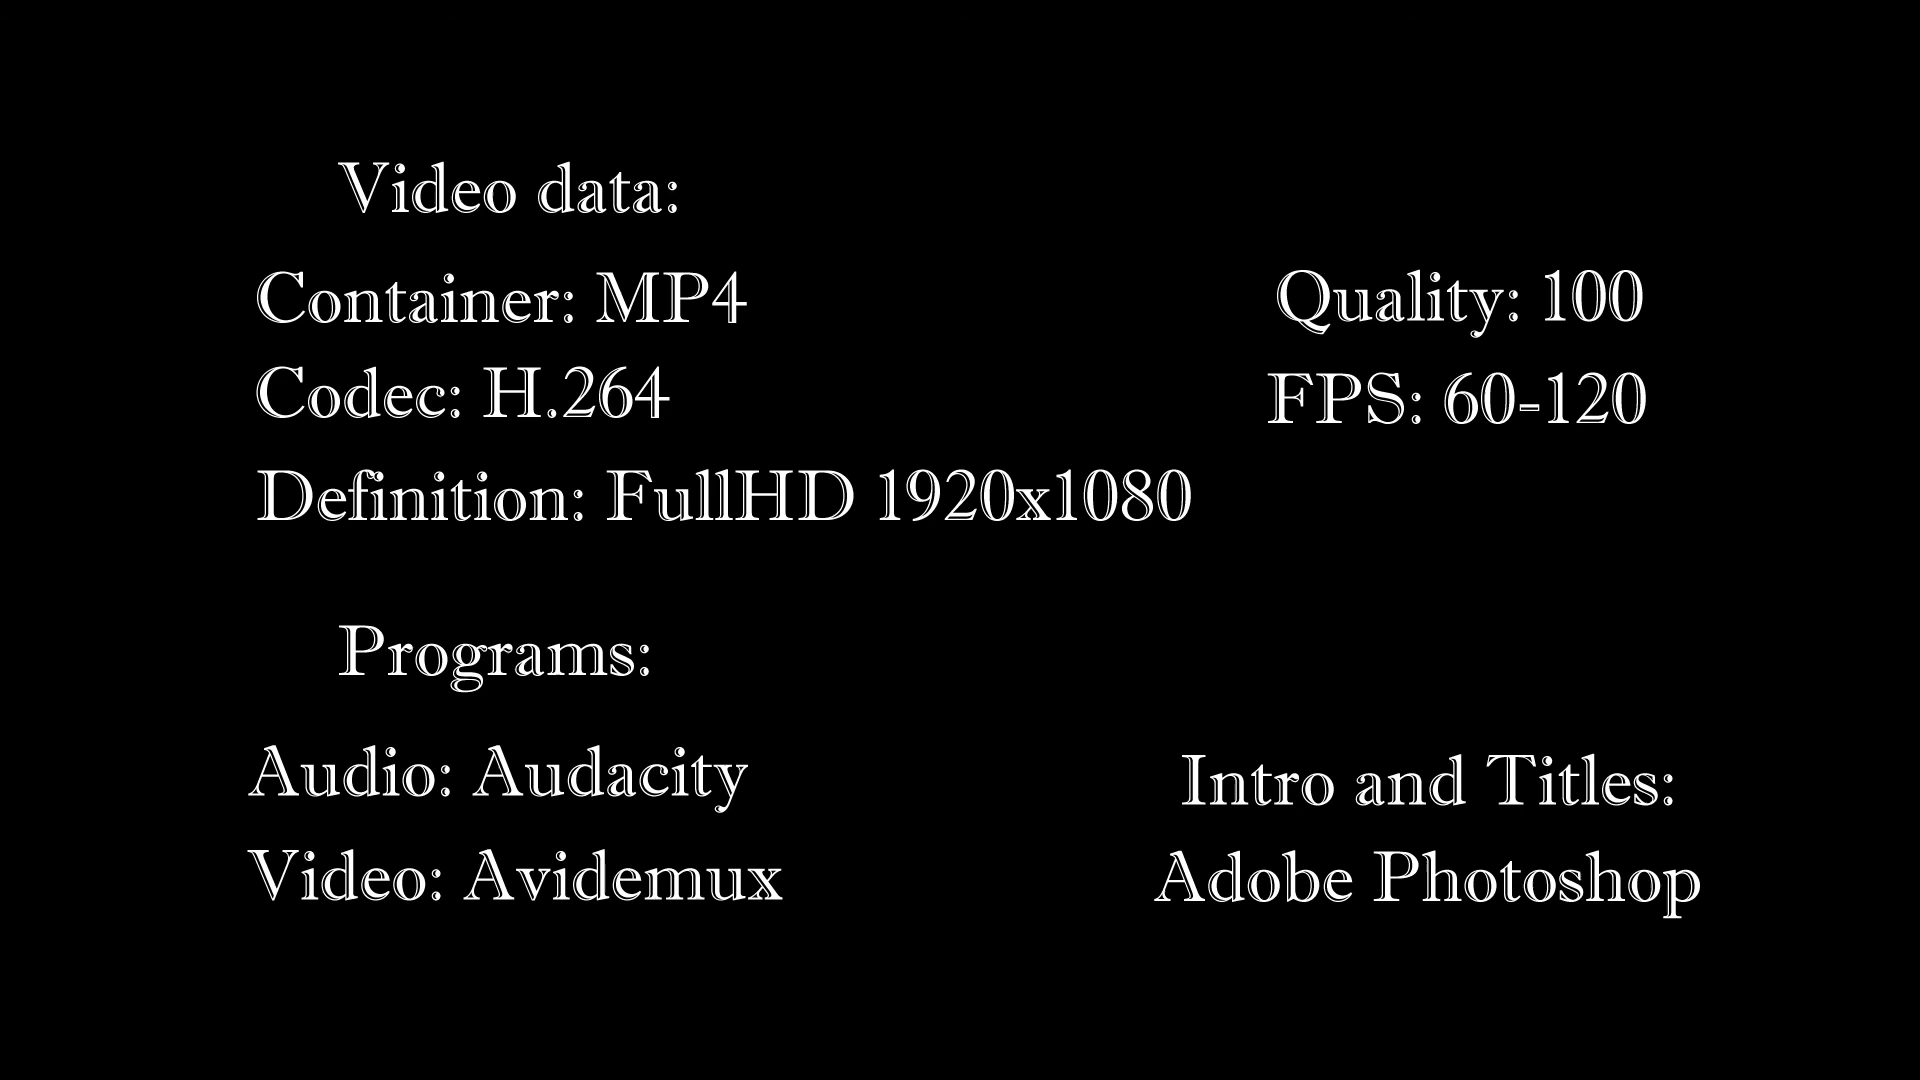 Video data:
Container: MP4
Quality: 100
Codec: H.264
FPS: 60-120
Definition: FullHD 1920x1080
Programs:
Audio: Audacity
Intro and Titles:
Video: Avidemux
Adobe Photoshop